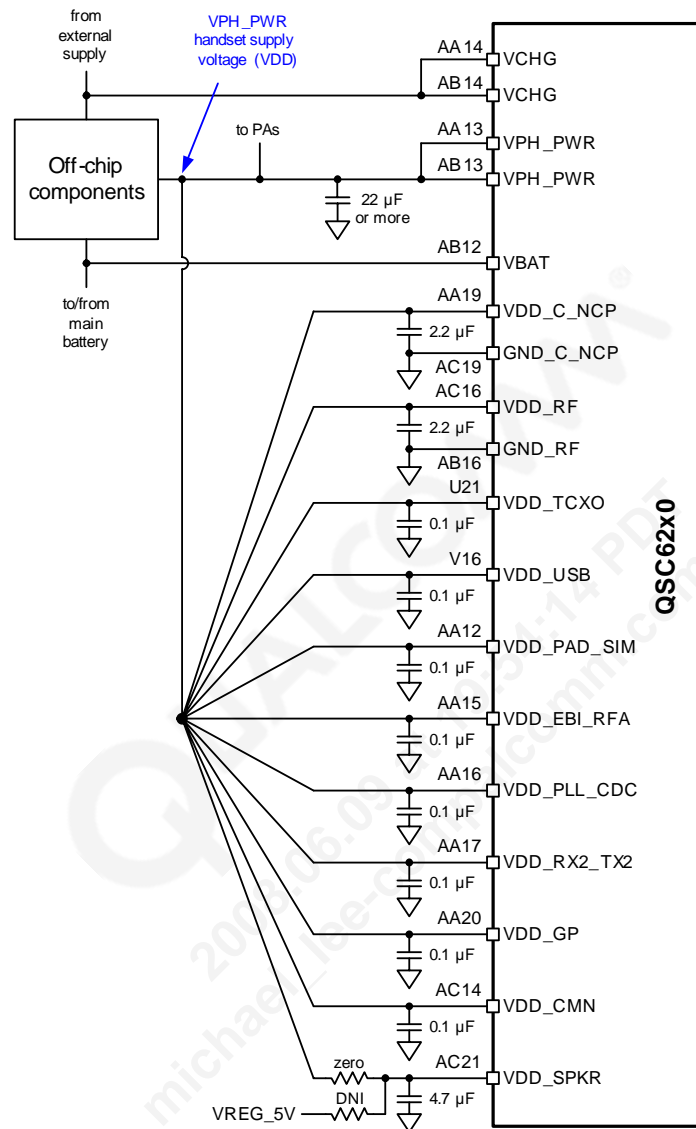 from
external
supply
VPH_PWR
handset supply
voltage (VDD)
AA14
VCHG
AB14
VCHG
to PAs
AA13
VPH_PWR
Off-chip
components
AB13
VPH_PWR
22 µF
or more
AB12
VBAT
to/from
main
battery
AA19
VDD_C_NCP
2.2 µF
GND_C_NCP
AC19
AC16
VDD_RF
2.2 µF
GND_RF
AB16
U21
VDD_TCXO
0.1 µF
V16
VDD_USB
0.1 µF
AA12
VDD_PAD_SIM
0.1 µF
AA15
VDD_EBI_RFA
0.1 µF
AA16
VDD_PLL_CDC
0.1 µF
AA17
VDD_RX2_TX2
0.1 µF
AA20
VDD_GP
0.1 µF
AC14
VDD_CMN
0.1 µF
AC21
VDD_SPKR
zero
DNI
4.7 µF
VREG_5V
QSC62x0
QUALCOMM®